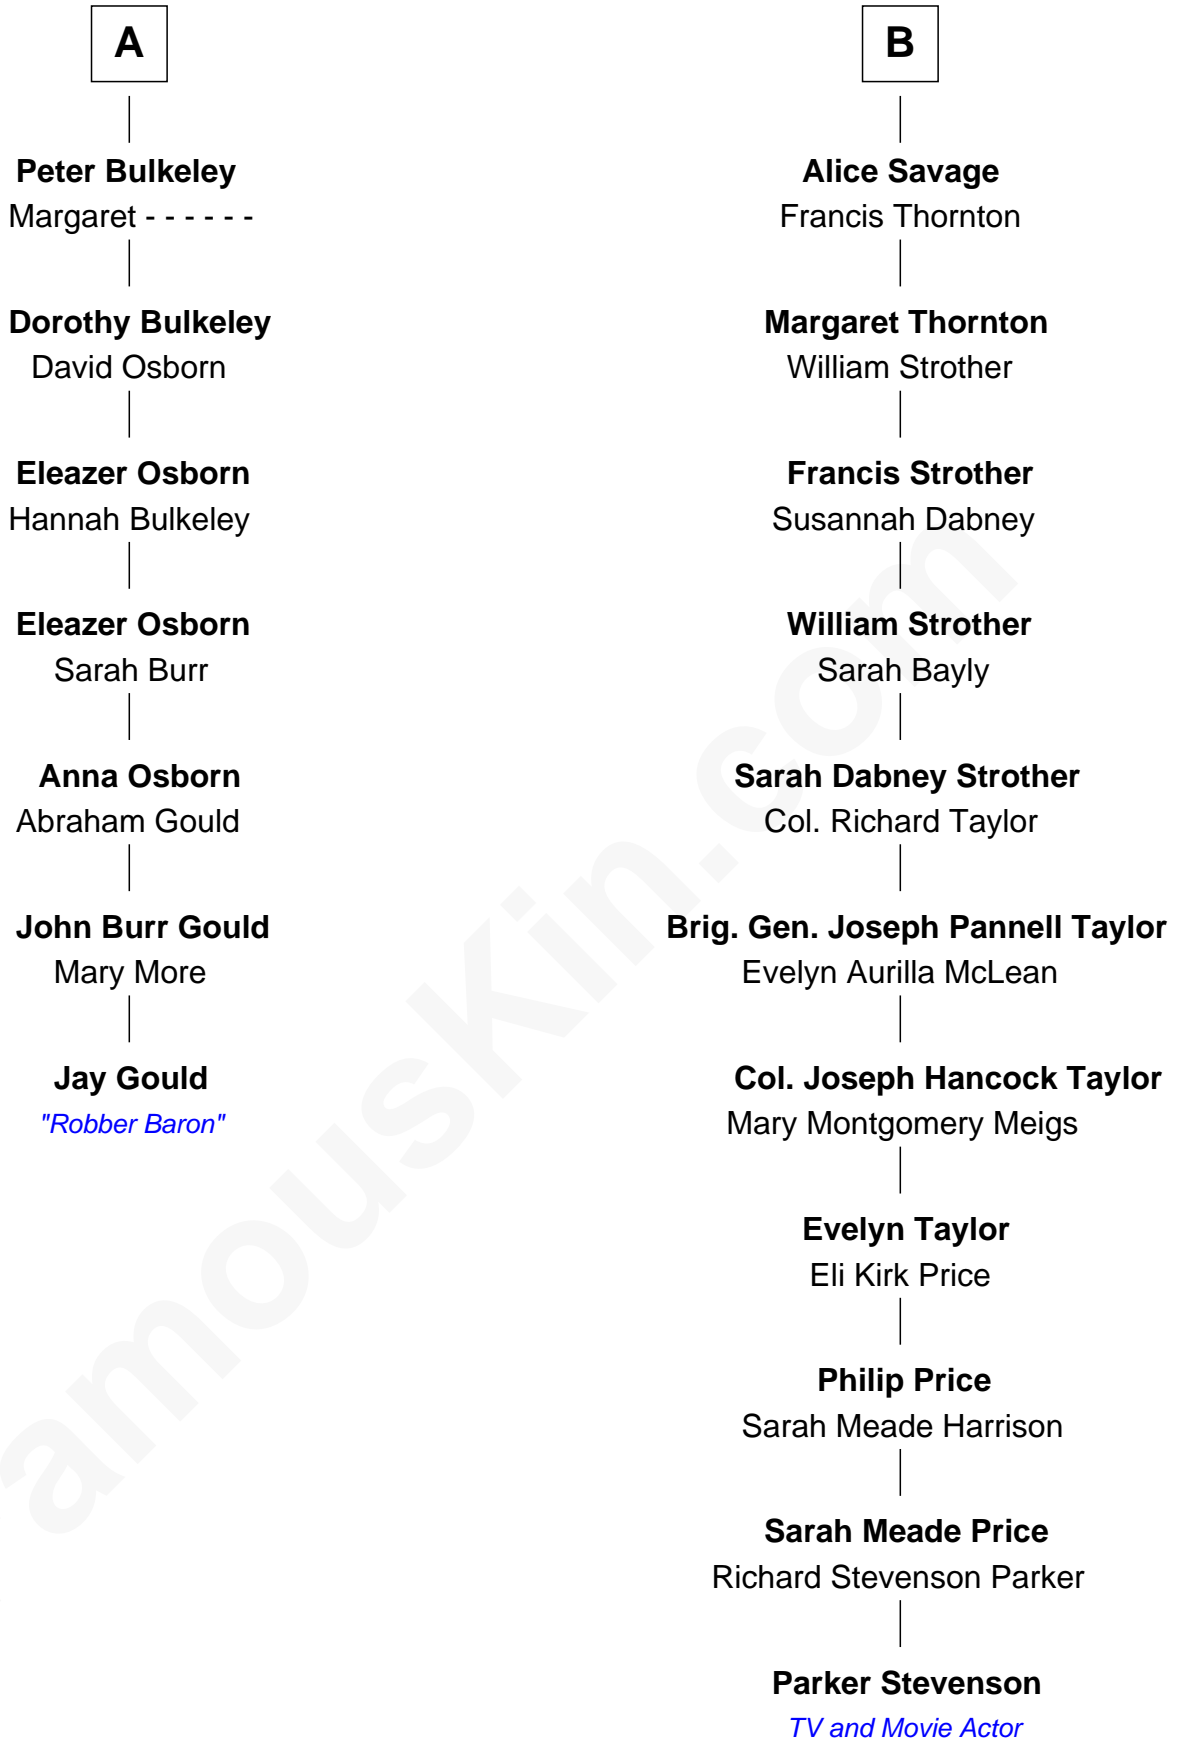 A
Peter Bulkeley
Margaret - - - - - -
Dorothy Bulkeley
David Osborn
Eleazer Osborn
Hannah Bulkeley
Eleazer Osborn
Sarah Burr
Anna Osborn
Abraham Gould
John Burr Gould
Mary More
Jay Gould
"Robber Baron"
B
Alice Savage
Francis Thornton
Margaret Thornton
William Strother
Francis Strother
Susannah Dabney
William Strother
Sarah Bayly
Sarah Dabney Strother
Col. Richard Taylor
Brig. Gen. Joseph Pannell Taylor
Evelyn Aurilla McLean
Col. Joseph Hancock Taylor
Mary Montgomery Meigs
Evelyn Taylor
Eli Kirk Price
Philip Price
Sarah Meade Harrison
Sarah Meade Price
Richard Stevenson Parker
Parker Stevenson
TV and Movie Actor
amousKin.com